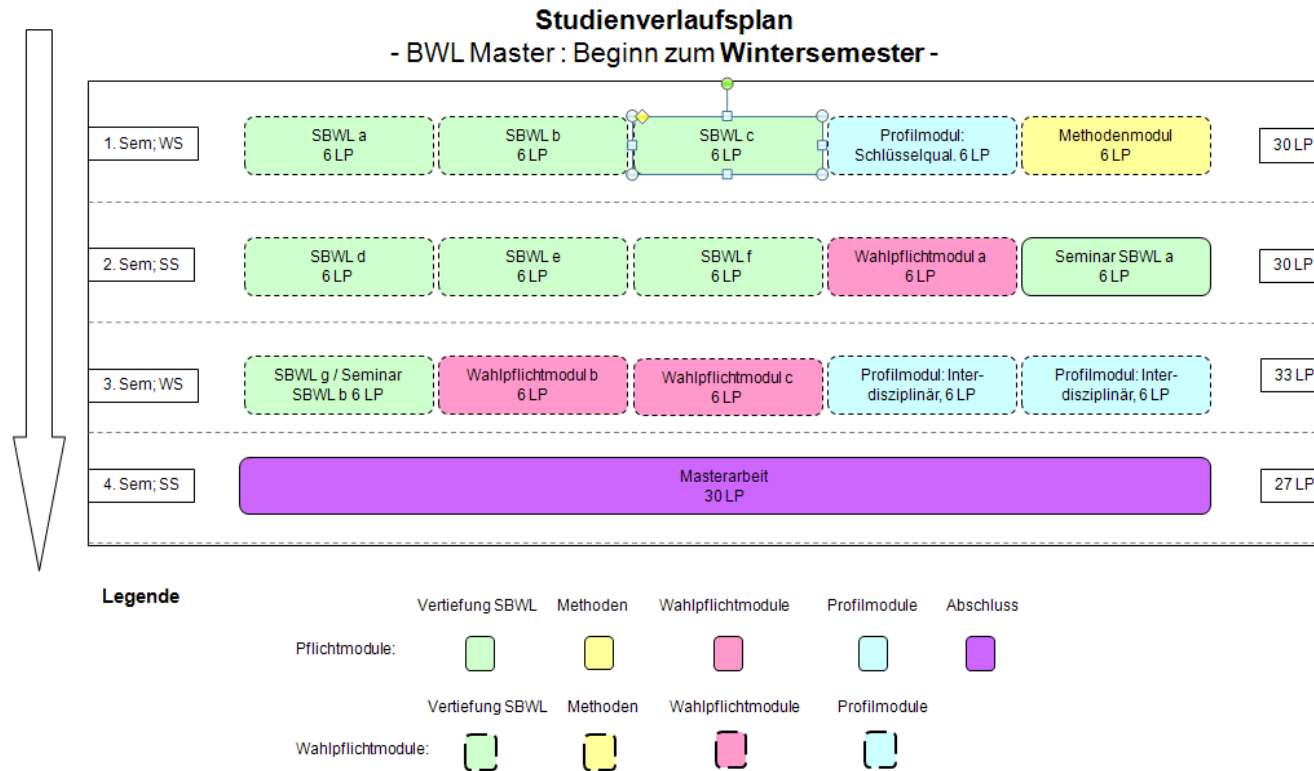 Studienverlaufsplan
- BWL Master : Beginn zum Wintersemester -
1. Sem; WS
SBWL a
6 LP
SBWL b
6 LP
SBWL c
6 LP
Profilmodul:
Schlüsselqual. 6 LP
Methodenmodul
6 LP
30 LP
2. Sem; SS
SBWL d
6 LP
SBWL e
6 LP
SBWL f
6 LP
Wahlpflichtmodul a
6 LP
Seminar SBWL a
6 LP
30 LP
3. Sem; WS
SBWL g / Seminar
SBWL b 6 LP
Wahlpflichtmodul b
6 LP
Wahlpflichtmodul c
6 LP
Profilmodul: Inter-
disziplinär, 6 LP
Profilmodul: Inter-
disziplinär, 6 LP
33 LP
4. Sem; SS
Masterarbeit
30 LP
27 LP
Legende
Vertiefung SBWL Methoden Wahlpflichtmodule Profilmodule Abschluss
Pflichtmodule:
Vertiefung SBWL Methoden Wahlpflichtmodule Profilmodule
Wahlpflichtmodule: